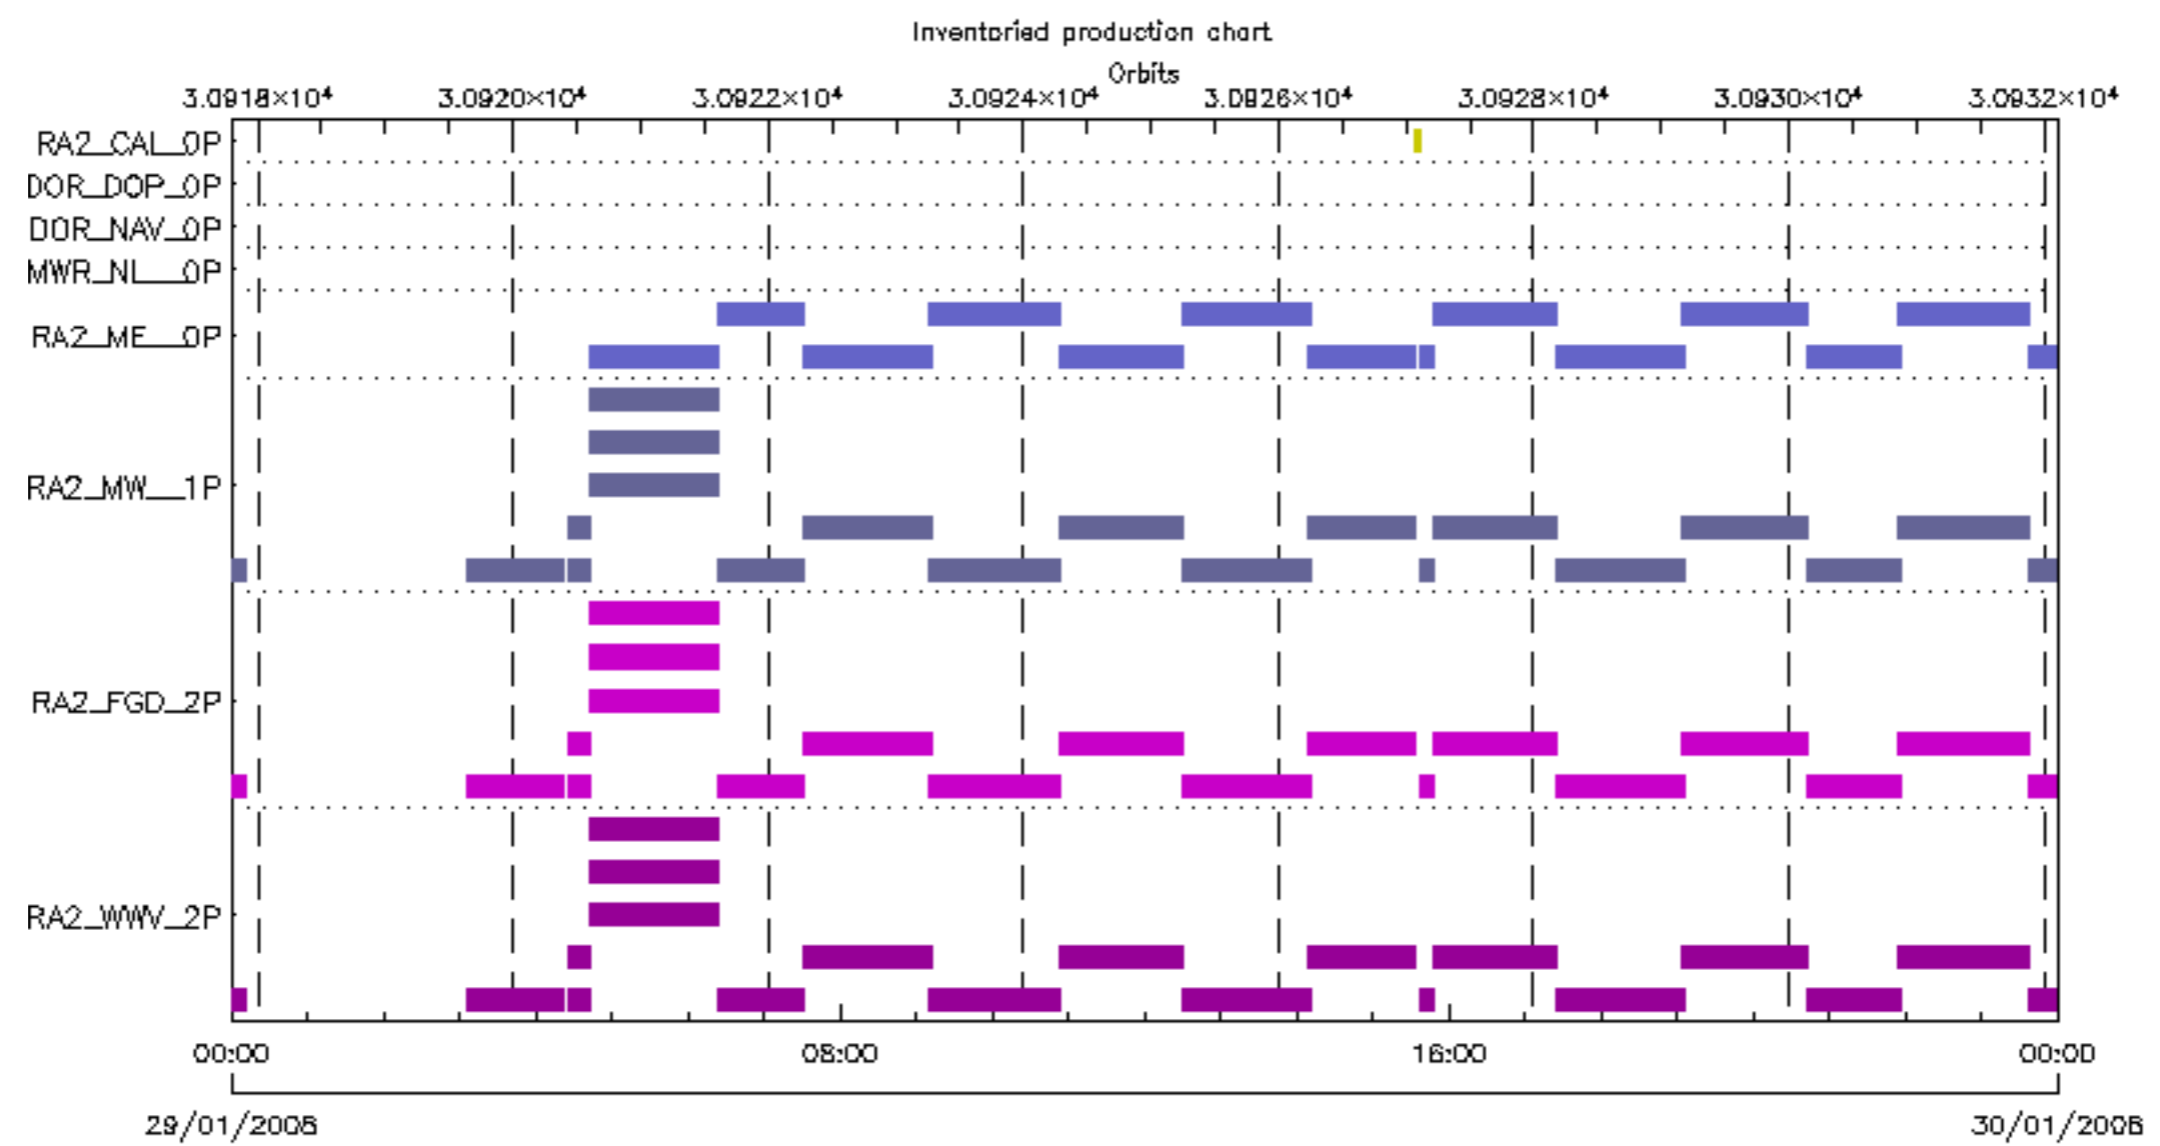 Inventoried production chart
Orbits
3.0918×10⁴ 3.0920×10⁴ 3.0922×10⁴ 3.0924×10⁴ 3.0926×10⁴ 3.0928×10⁴ 3.0930×10⁴ 3.0932×10⁴
RA2_CAL_0P
DOR_DOP_0P
DOR_NAV_0P
MWR_NL__0P
RA2_ME__0P
RA2_MW__1P
RA2_FGD_2P
RA2_WWV_2P
00:00 08:00 16:00 00:00
29/01/2008 30/01/2008